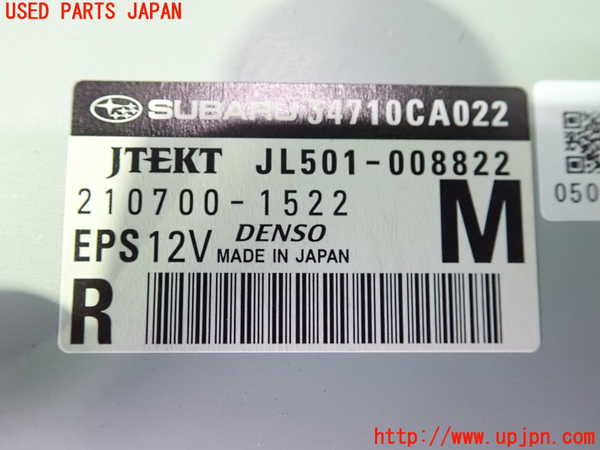 USED PARTS JAPAN
SUBARU 34710CA022
JTEKT JL501-008822
210700-1522
M
EPS 12V DENSO
MADE IN JAPAN
R
050
http://www.upjpn.com/